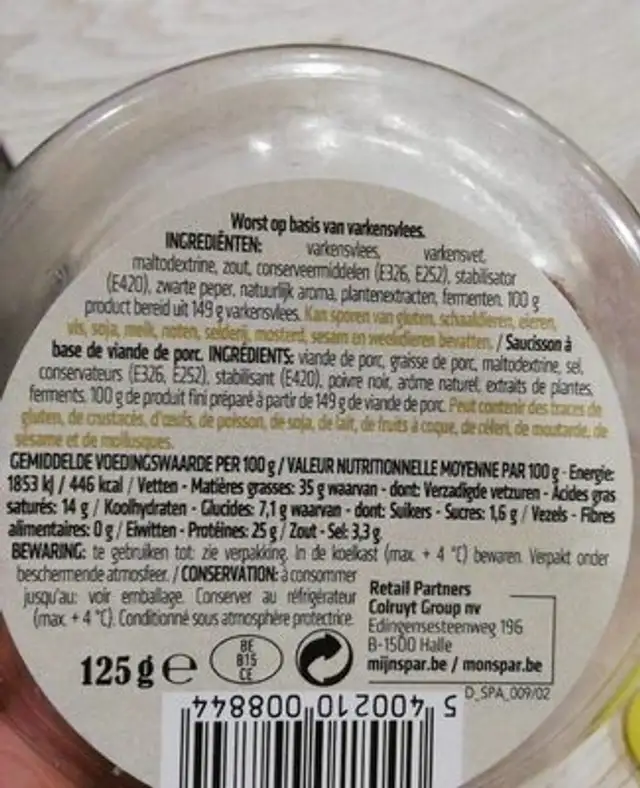 Worst op basis van varkensvlees.
INGREDIËNTEN: varkensvlees, varkensvet,
maltodextrine, zout, conserveermiddelen (E326, E252), stabilisator
(E420), zwarte peper, natuurlijk aroma, plantenextracten, fermenten. 100 g
product bereid uit 149 g varkensvlees. Kan sporen van gluten, schaaldieren, eieren,
vis, soja, melk, noten, selderij, mosterd, sesam en weekdieren bevatten. / Saucisson à
base de viande de porc. INGRÉDIENTS: viande de porc, graisse de porc, maltodextrine, sel,
conservateurs (E326, E252), stabilisant (E420), poivre noir, arôme naturel, extraits de plantes,
ferments. 100 g de produit fini préparé à partir de 149 g de viande de porc. Peut contenir des traces de
gluten, de crustacés, d'œufs, de poisson, de soja, de lait, de fruits à coque, de céleri, de moutarde, de
sésame et de mollusques.
GEMIDDELDE VOEDINGSWAARDE PER 100 g / VALEUR NUTRITIONNELLE MOYENNE PAR 100 g - Energie:
1853 kJ / 446 kcal / Vetten - Matières grasses: 35 g waarvan - dont: Verzadigde vetzuren - Acides gras
saturés: 14 g / Koolhydraten - Glucides: 7,1 g waarvan - dont: Suikers - Sucres: 1,6 g / Vezels - Fibres
alimentaires: 0 g / Eiwitten - Protéines: 25 g / Zout - Sel: 3,3 g.
BEWARING: te gebruiken tot: zie verpakking. In de koelkast (max. + 4 °C) bewaren. Verpakt onder
beschermende atmosfeer. / CONSERVATION: à consommer
jusqu'au: voir emballage. Conserver au réfrigérateur
(max. + 4 °C). Conditionné sous atmosphère protectrice.
Retail Partners
Colruyt Group nv
Edingensesteenweg 196
B-1500 Halle
mijnspar.be / monspar.be
125 g e
BE
B15
CE
D_SPA_009/02
5 400210 008844